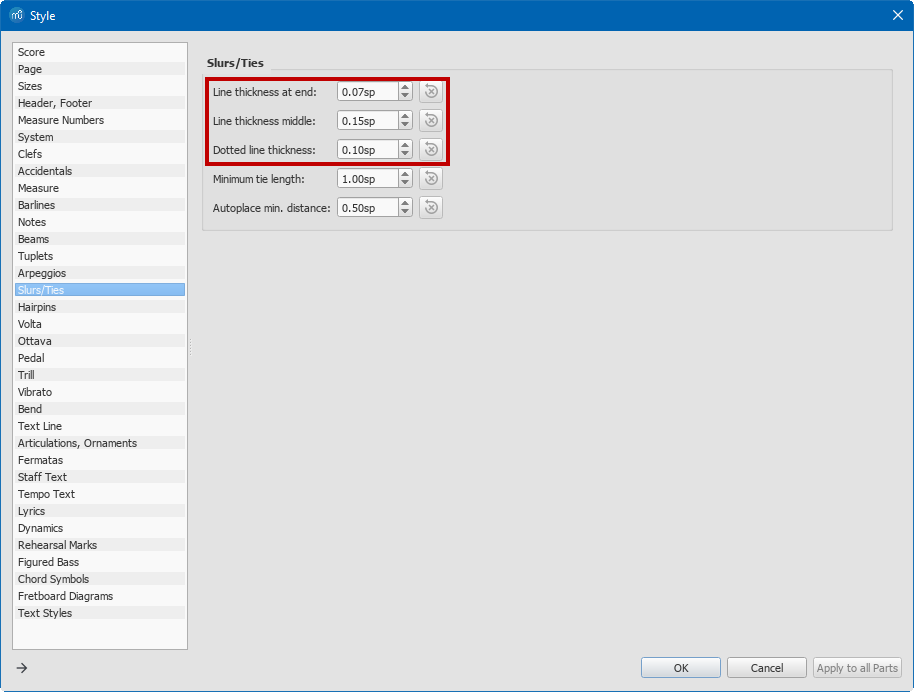 Style
Score
Page
Sizes
Header, Footer
Measure Numbers
System
Clefs
Accidentals
Measure
Barlines
Notes
Beams
Tuplets
Arpeggios
Slurs/Ties
Hairpins
Volta
Ottava
Pedal
Trill
Vibrato
Bend
Text Line
Articulations, Ornaments
Fermatas
Staff Text
Tempo Text
Lyrics
Dynamics
Rehearsal Marks
Figured Bass
Chord Symbols
Fretboard Diagrams
Text Styles
Slurs/Ties
Line thickness at end: 0.07sp
Line thickness middle: 0.15sp
Dotted line thickness: 0.10sp
Minimum tie length: 1.00sp
Autoplace min. distance: 0.50sp
OK Cancel Apply to all Parts